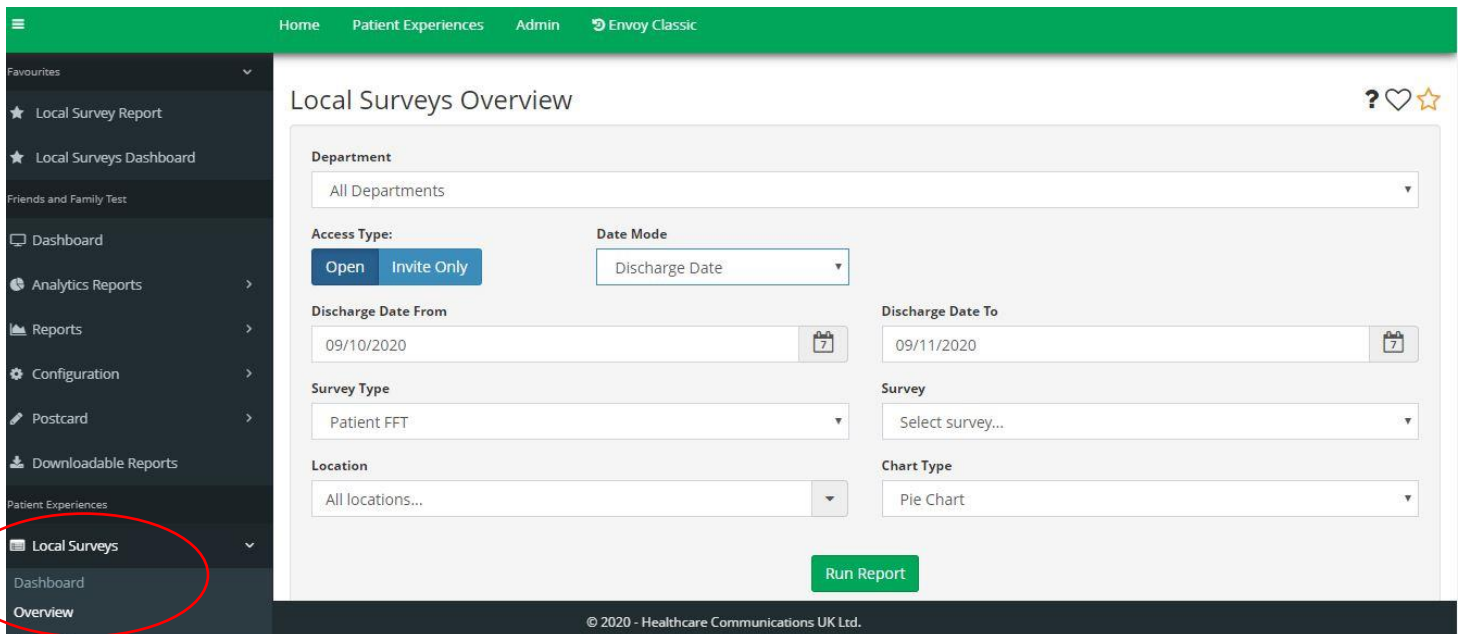 Home Patient Experiences Admin Envoy Classic
Favourites
Local Survey Report
Local Surveys Dashboard
Friends and Family Test
Dashboard
Analytics Reports
Reports
Configuration
Postcard
Downloadable Reports
Patient Experiences
Local Surveys
Dashboard
Overview
Local Surveys Overview
?
Department
All Departments
Access Type: Date Mode
Open Invite Only Discharge Date
Discharge Date From Discharge Date To
09/10/2020 7 09/11/2020 7
Survey Type Survey
Patient FFT Select survey...
Location Chart Type
All locations... Pie Chart
Run Report
© 2020 - Healthcare Communications UK Ltd.